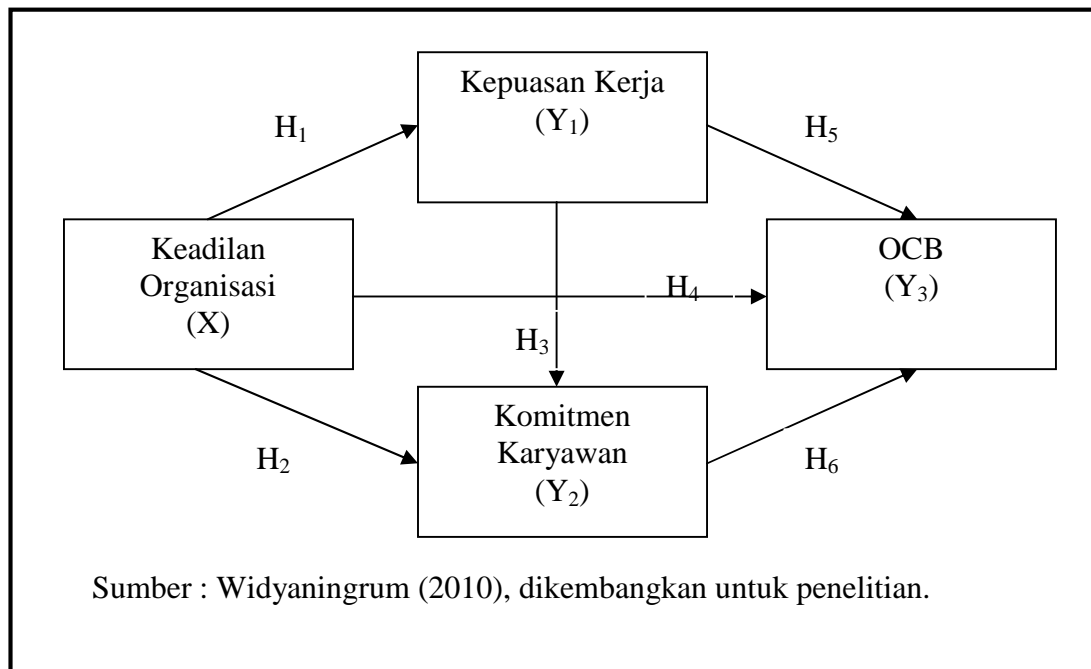 Kepuasan Kerja
(Y₁)
H₁
H₅
Keadilan
Organisasi
(X)
OCB
(Y₃)
H₄
H₃
Komitmen
Karyawan
(Y₂)
H₂
H₆
Sumber : Widyaningrum (2010), dikembangkan untuk penelitian.